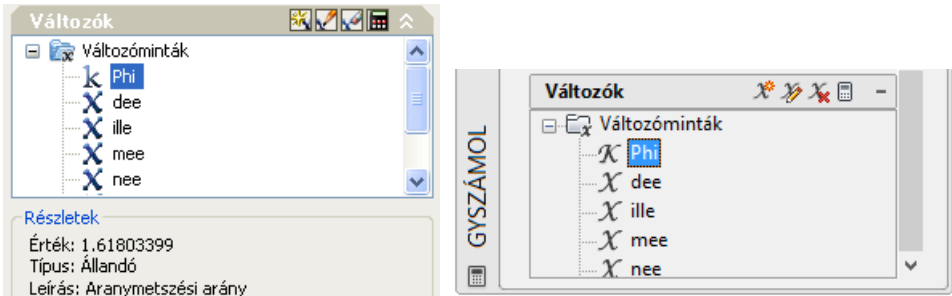 Változók
Változóminták
k Phi
X dee
X ille
X mee
X nee
Részletek
Érték: 1.61803399
Típus: Állandó
Leírás: Aranymetszési arány
GYSZÁMOL
Változók
Változóminták
K Phi
X dee
X ille
X mee
X nee